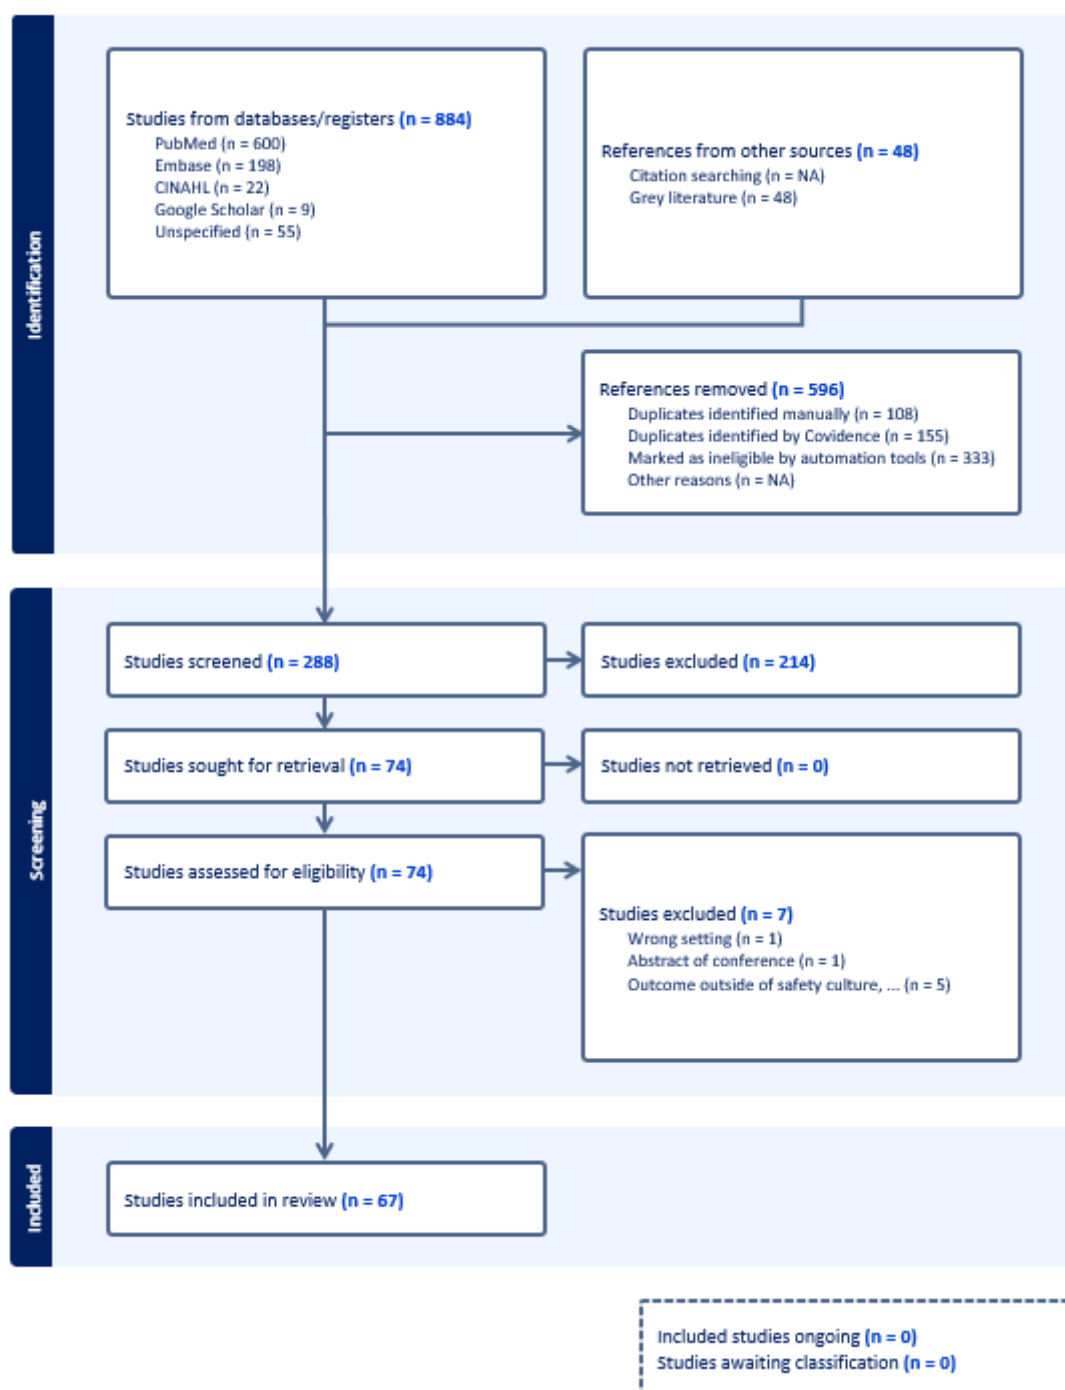 Identification
Studies from databases/registers (n = 884)
PubMed (n = 600)
Embase (n = 198)
CINAHL (n = 22)
Google Scholar (n = 9)
Unspecified (n = 55)
References from other sources (n = 48)
Citation searching (n = NA)
Grey literature (n = 48)
References removed (n = 596)
Duplicates identified manually (n = 108)
Duplicates identified by Covidence (n = 155)
Marked as ineligible by automation tools (n = 333)
Other reasons (n = NA)
Screening
Studies screened (n = 288)
Studies excluded (n = 214)
Studies sought for retrieval (n = 74)
Studies not retrieved (n = 0)
Studies assessed for eligibility (n = 74)
Studies excluded (n = 7)
Wrong setting (n = 1)
Abstract of conference (n = 1)
Outcome outside of safety culture, ... (n = 5)
Included
Studies included in review (n = 67)
Included studies ongoing (n = 0)
Studies awaiting classification (n = 0)